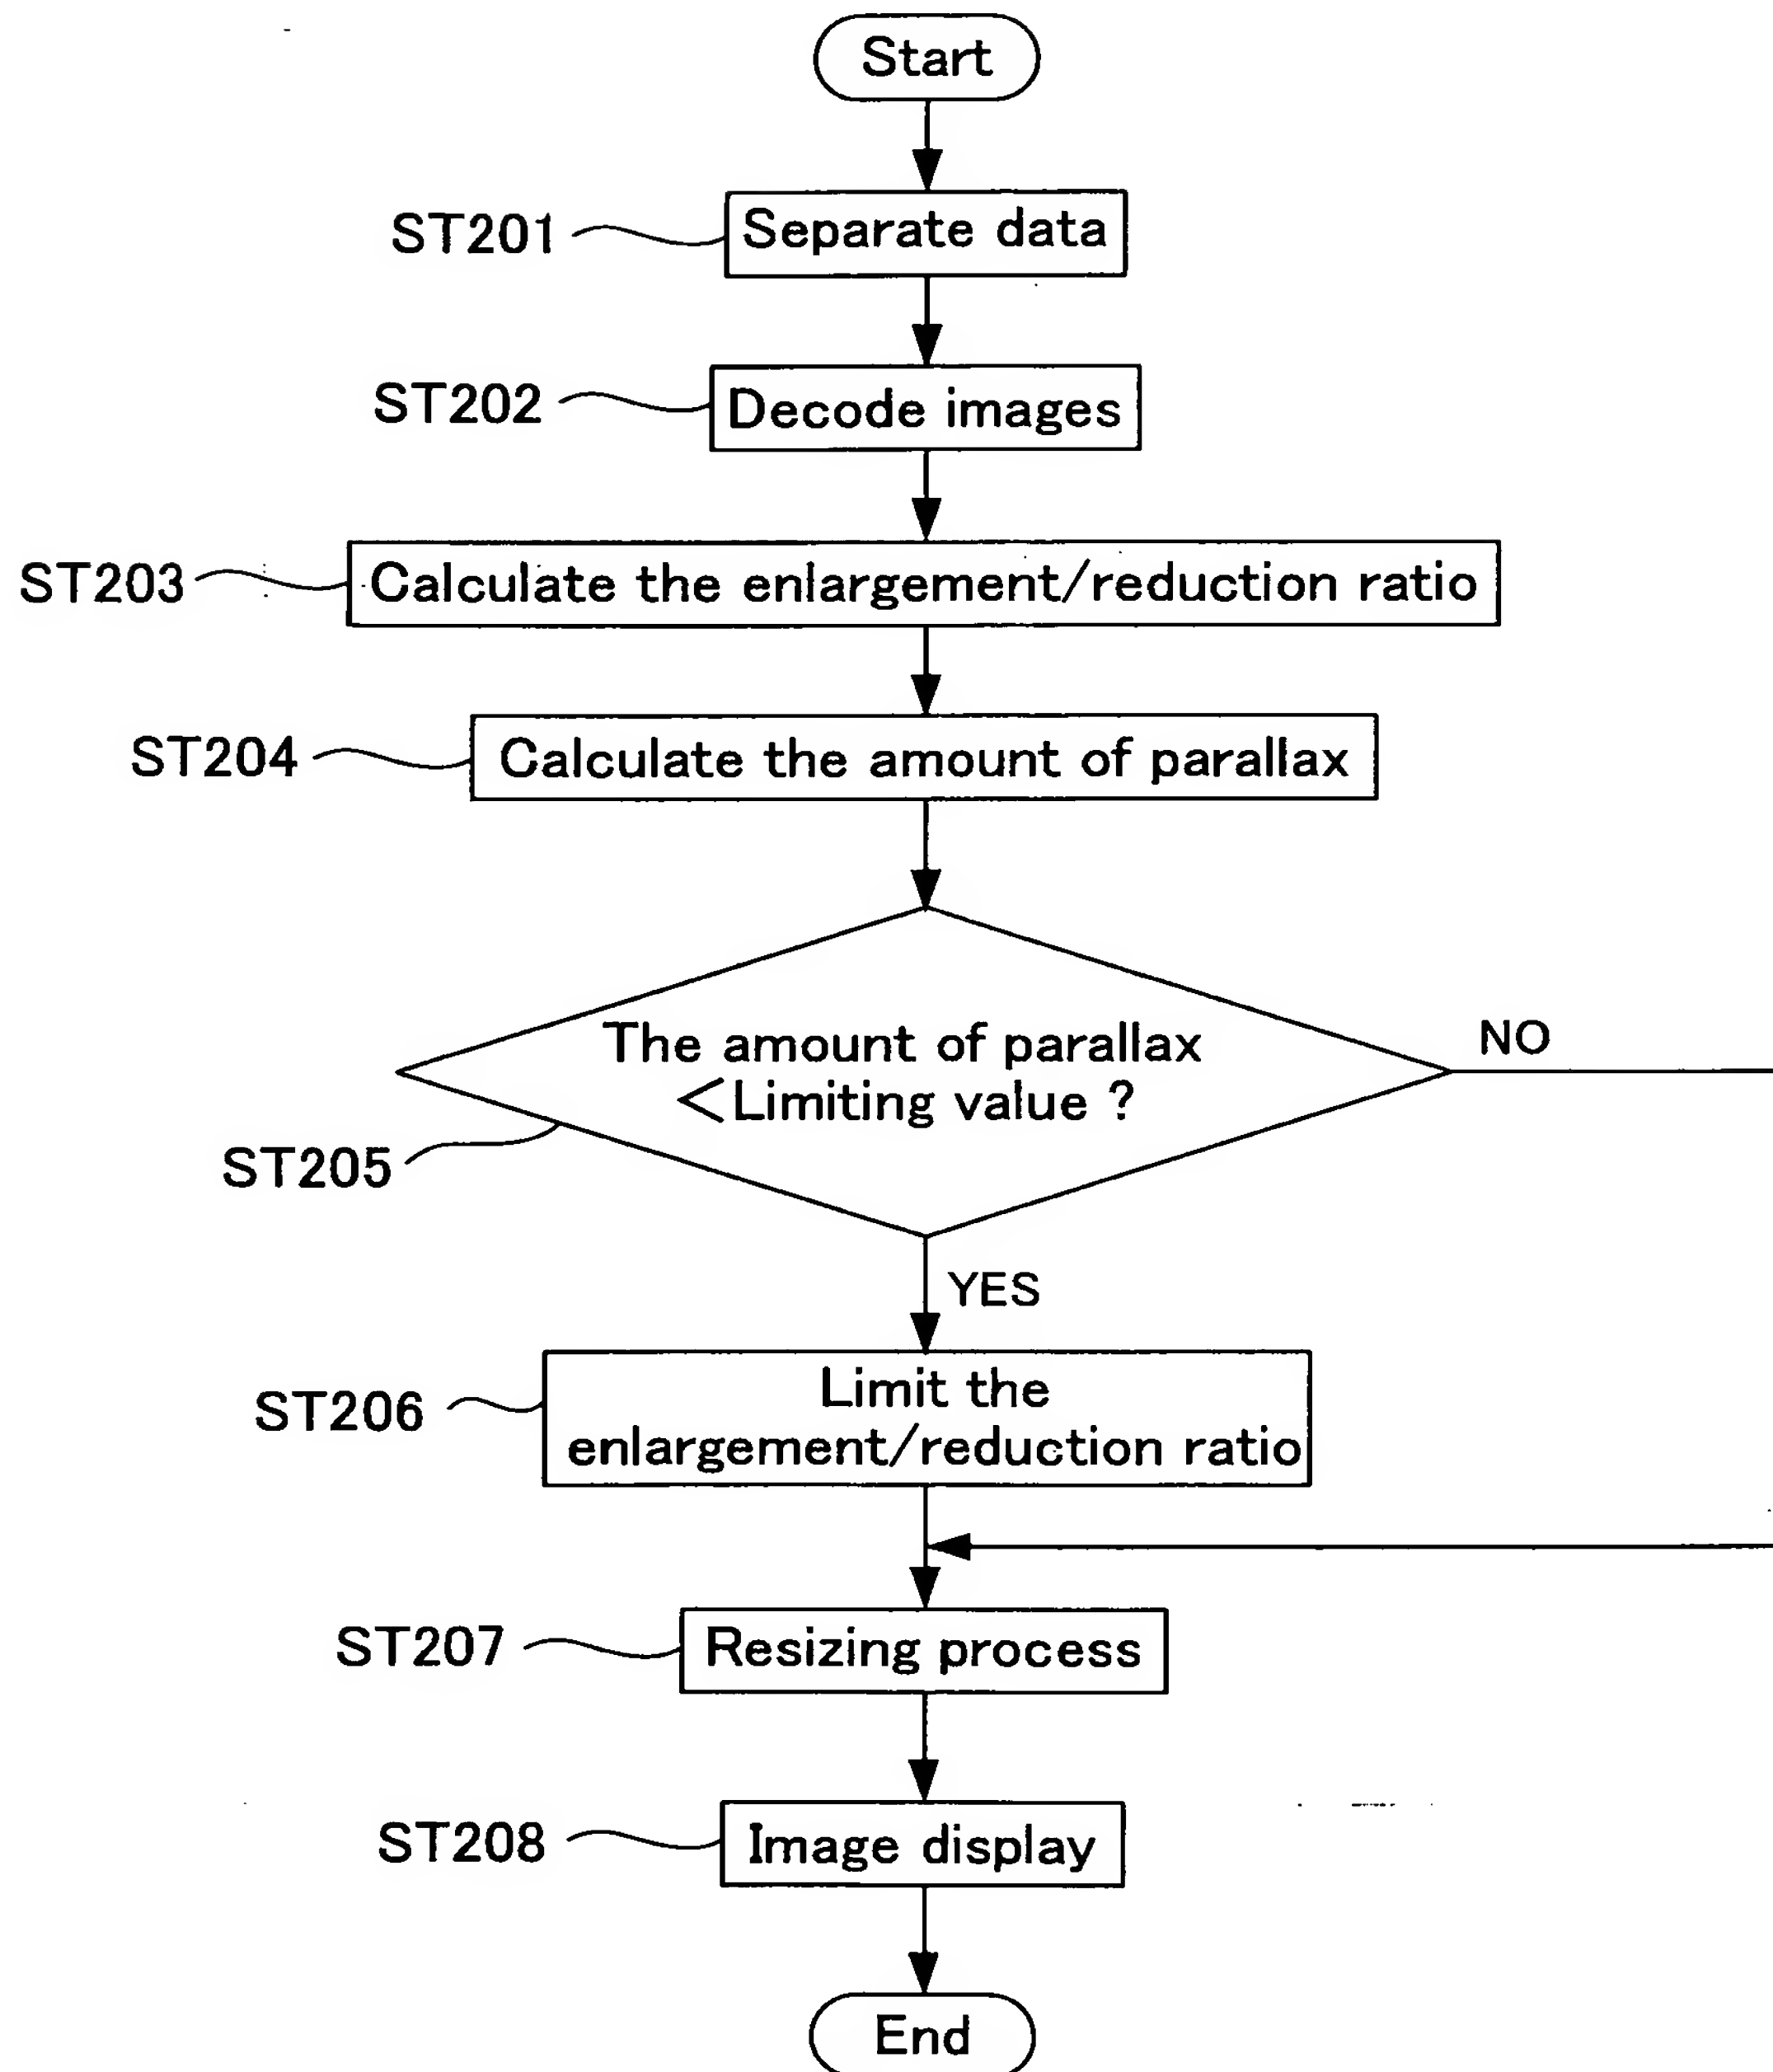 Start
ST201
Separate data
ST202
Decode images
ST203
Calculate the enlargement/reduction ratio
ST204
Calculate the amount of parallax
The amount of parallax
<Limiting value ?
NO
ST205
YES
ST206
Limit the
enlargement/reduction ratio
ST207
Resizing process
ST208
Image display
End